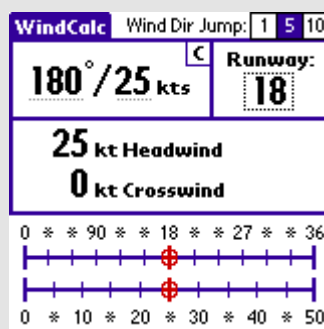 WindCalc Wind Dir Jump: 1 5 10
C
180°/25 kts
Runway:
18
25 kt Headwind
0 kt Crosswind
0 * * 90 * * 18 * * 27 * * 36
0 * 10 * 20 * 30 * 40 * 50